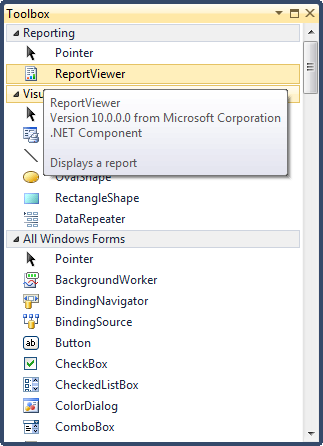 Toolbox
Reporting
Pointer
ReportViewer
Visu
ReportViewer
Version 10.0.0.0 from Microsoft Corporation
.NET Component
Displays a report
OvalShape
RectangleShape
DataRepeater
All Windows Forms
Pointer
BackgroundWorker
BindingNavigator
BindingSource
ab
Button
CheckBox
CheckedListBox
ColorDialog
ComboBox